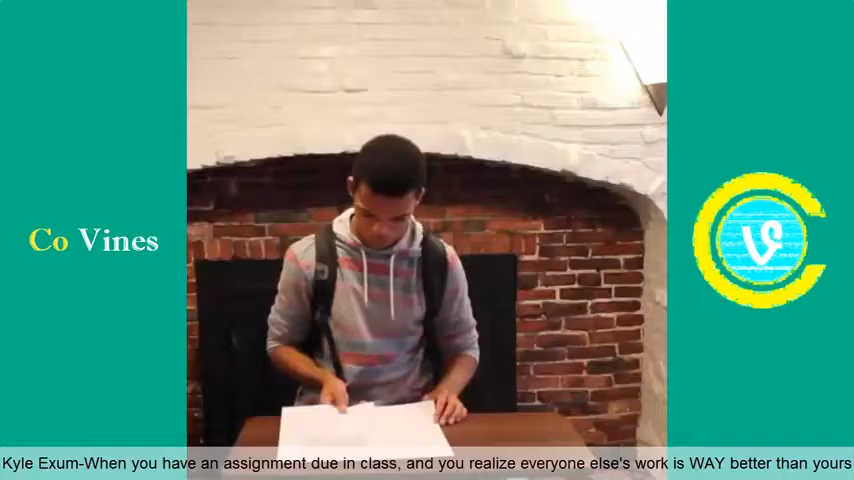 Co Vines
Kyle Exum-When you have an assignment due in class, and you realize everyone else's work is WAY better than yours